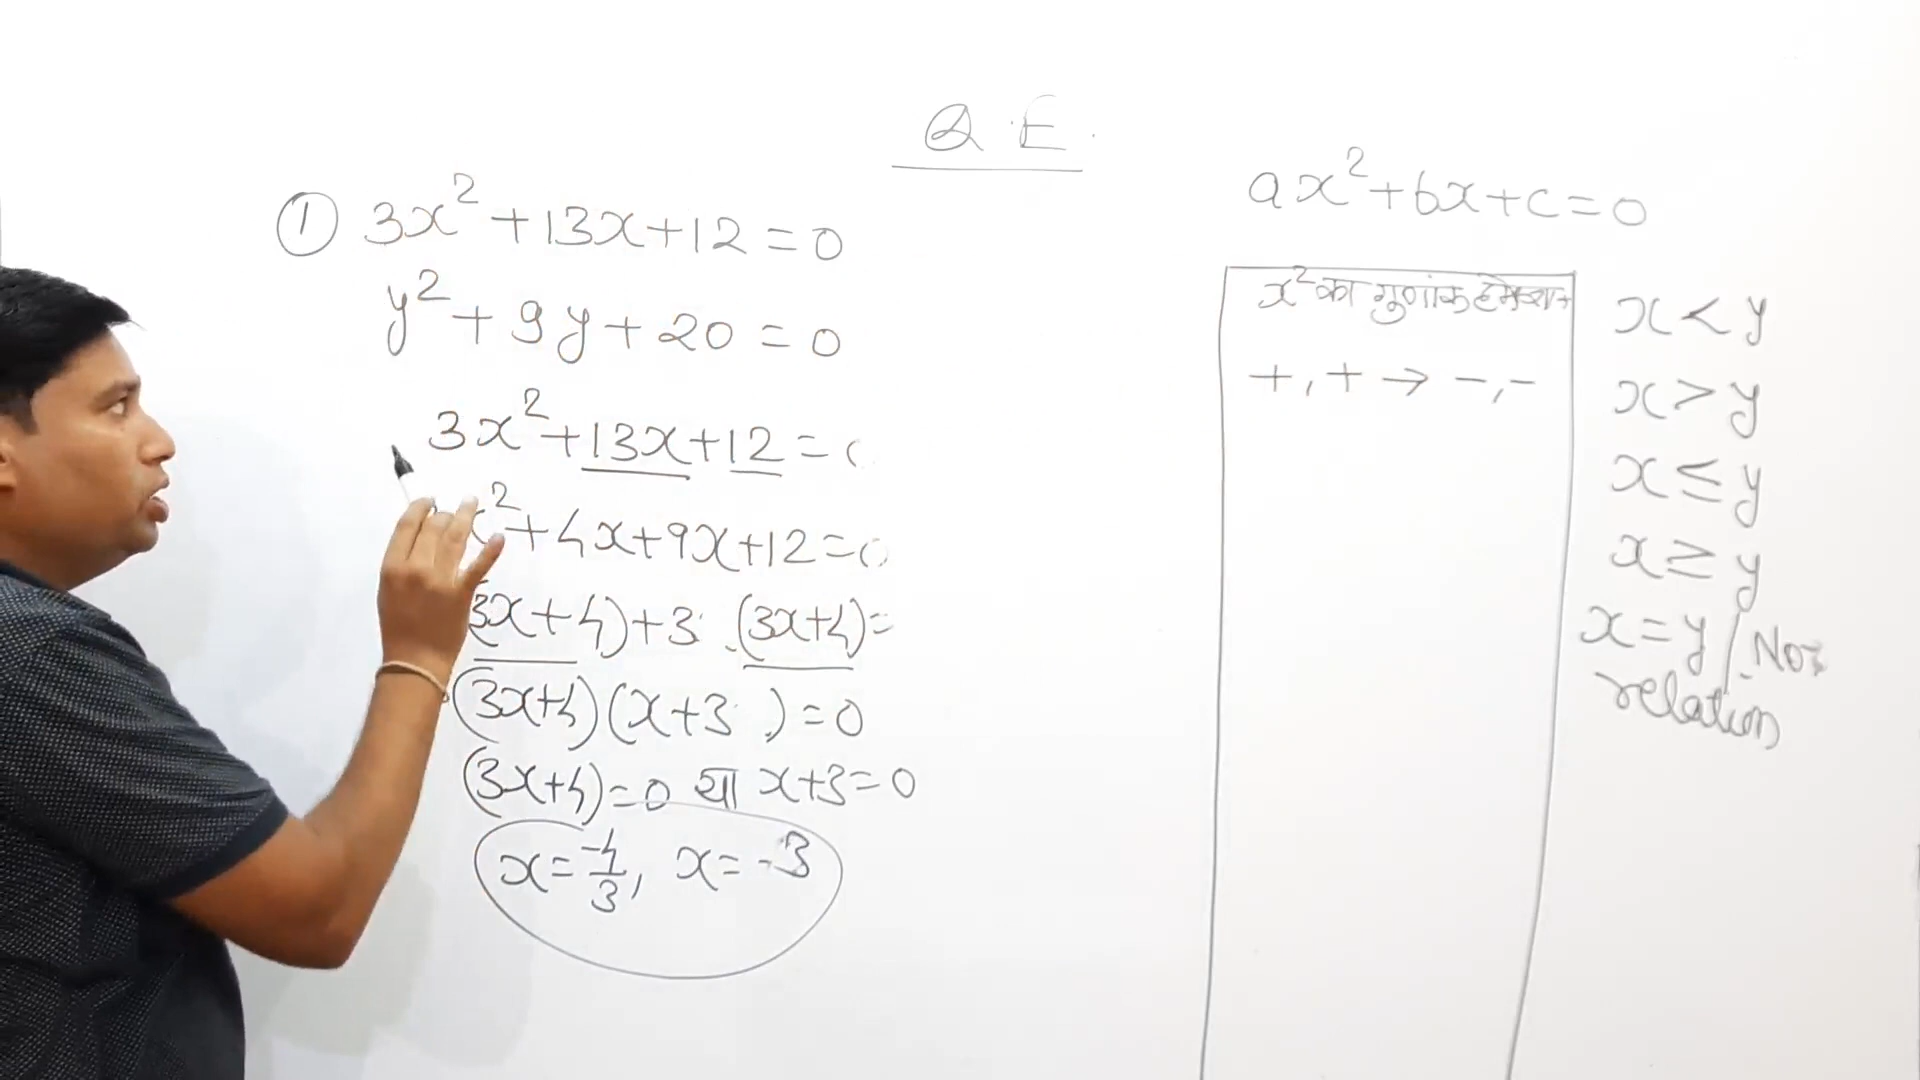 Q.E.
① 3x²+13x+12=0
y²+9y+20=0
3x²+13x+12=0
x²+4x+9x+12=0
(3x+4)+3(3x+4)=
(3x+4)(x+3)=0
(3x+4)=0 या x+3=0
x=-4/3, x=-3
ax²+bx+c=0
x² का गुणांक हमेशा +
+,+ → -,-
x<y
x>y
x≤y
x≥y
x=y/No
relation